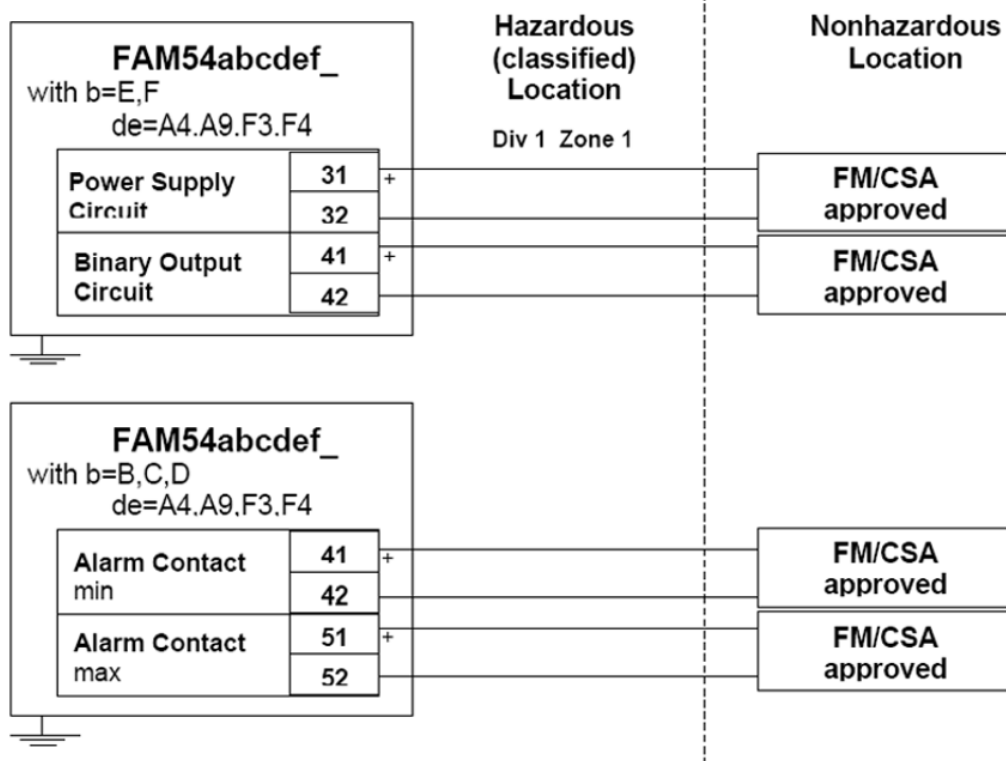 Hazardous
(classified)
Location
Div 1 Zone 1
Nonhazardous
Location
FAM54abcdef_
with b=E,F
de=A4.A9.F3.F4
Power Supply
Circuit
31
+
32
Binary Output
Circuit
41
+
42
FM/CSA
approved
FM/CSA
approved
FAM54abcdef_
with b=B,C,D
de=A4.A9.F3.F4
Alarm Contact
min
41
+
42
Alarm Contact
max
51
+
52
FM/CSA
approved
FM/CSA
approved